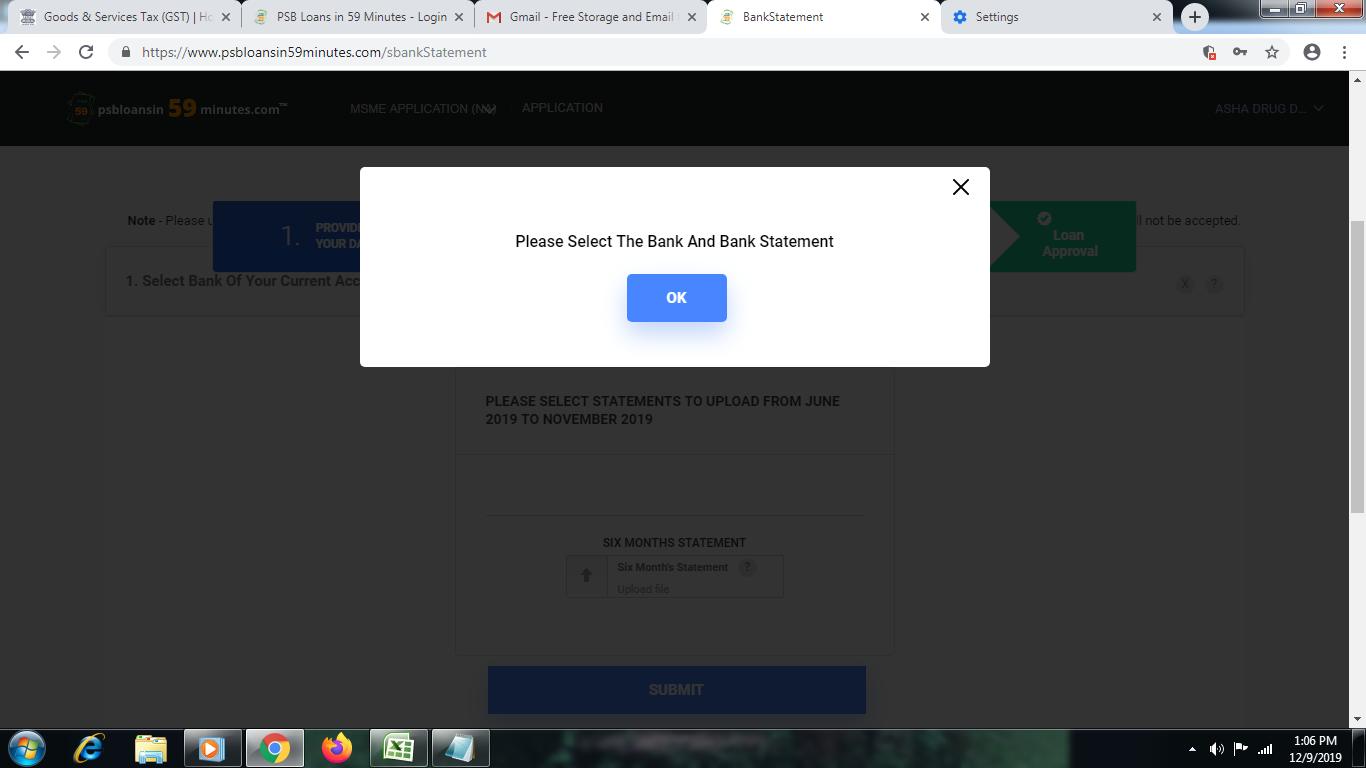 Goods & Services Tax (GST) | Ho
PSB Loans in 59 Minutes - Login
Gmail - Free Storage and Email
BankStatement
Settings
https://www.psbloansin59minutes.com/sbankStatement
59 psbloansin 59 minutes.com™
MSME APPLICATION
APPLICATION
ASHA DRUG D...
Please Select The Bank And Bank Statement
OK
Note - Please u
ll not be accepted.
1. PROVIDE
YOUR DA
Loan
Approval
1. Select Bank Of Your Current Acc
X ?
PLEASE SELECT STATEMENTS TO UPLOAD FROM JUNE
2019 TO NOVEMBER 2019
SIX MONTHS STATEMENT
Six Month's Statement ?
Upload file
SUBMIT
1:06 PM
12/9/2019